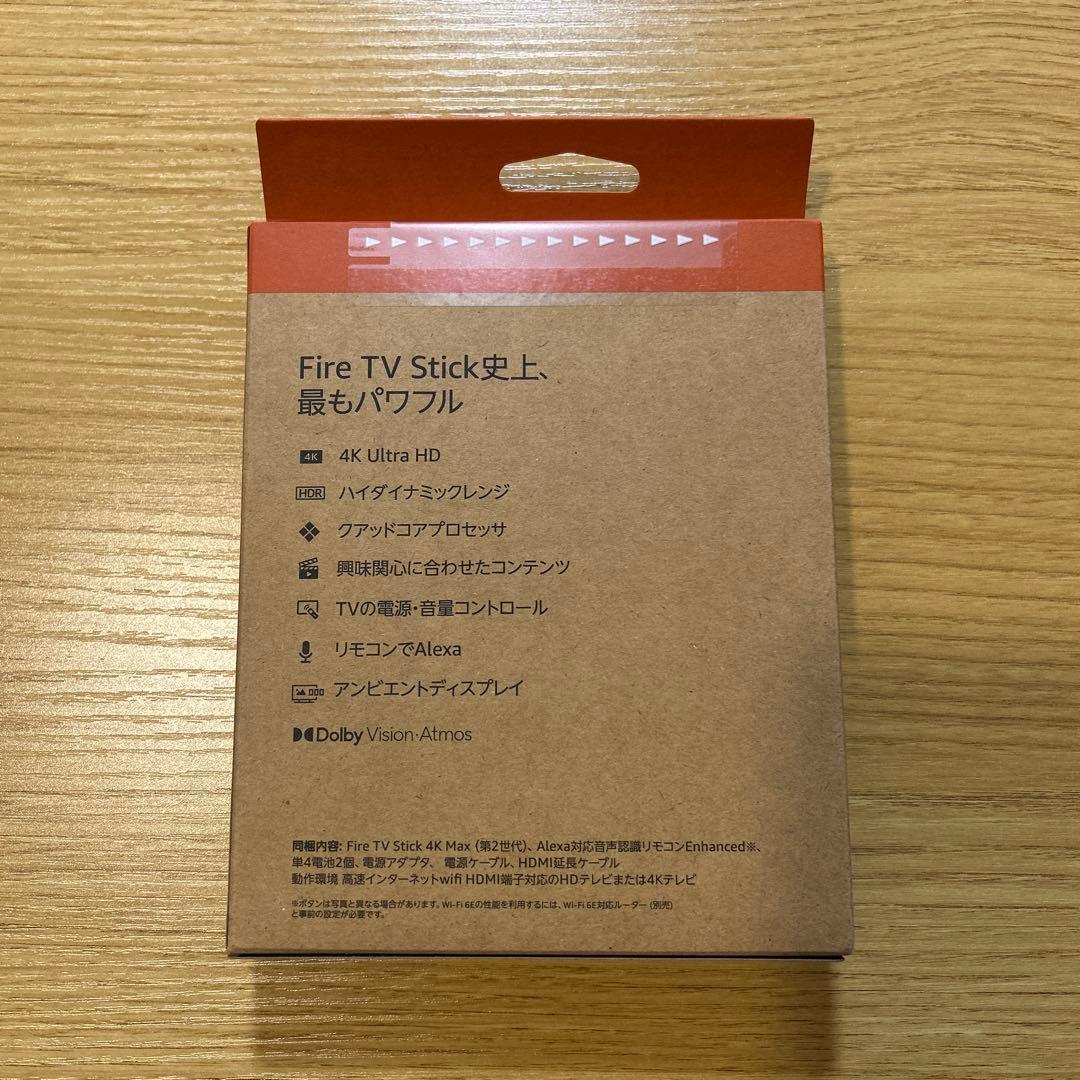 Fire TV Stick史上、
最もパワフル
4K 4K Ultra HD
HDR ハイダイナミックレンジ
クアッドコアプロセッサ
興味関心に合わせたコンテンツ
TVの電源・音量コントロール
リモコンでAlexa
アンビエントディスプレイ
Dolby Vision·Atmos
同梱内容: Fire TV Stick 4K Max (第2世代)、Alexa対応音声認識リモコンEnhanced※、
単4電池2個、電源アダプタ、 電源ケーブル、HDMI延長ケーブル
動作環境 高速インターネットwifi HDMI端子対応のHDテレビまたは4Kテレビ
※ボタンは写真と異なる場合があります。Wi-Fi 6Eの性能を利用するには、Wi-Fi 6E対応ルーター (別売)
と事前の設定が必要です。